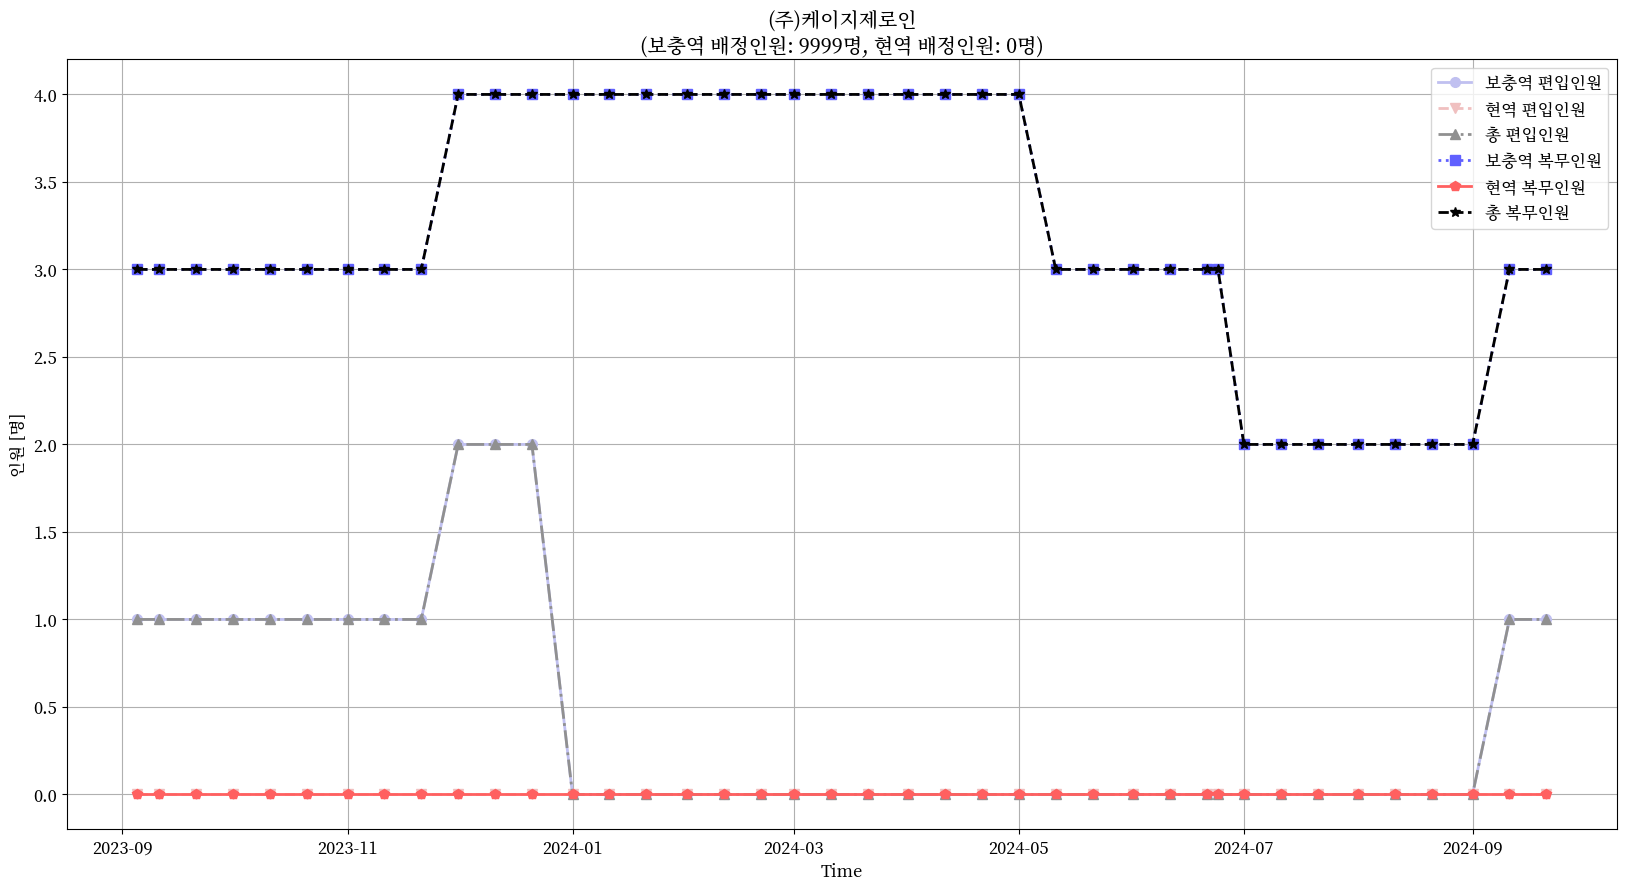 (주)케이지제로인
(보충역 배정인원: 9999명, 현역 배정인원: 0명)
보충역 편입인원
현역 편입인원
총 편입인원
보충역 복무인원
현역 복무인원
총 복무인원
4.0
3.5
3.0
2.5
2.0
1.5
1.0
0.5
0.0
인원 [명]
2023-09
2023-11
2024-01
2024-03
2024-05
2024-07
2024-09
Time